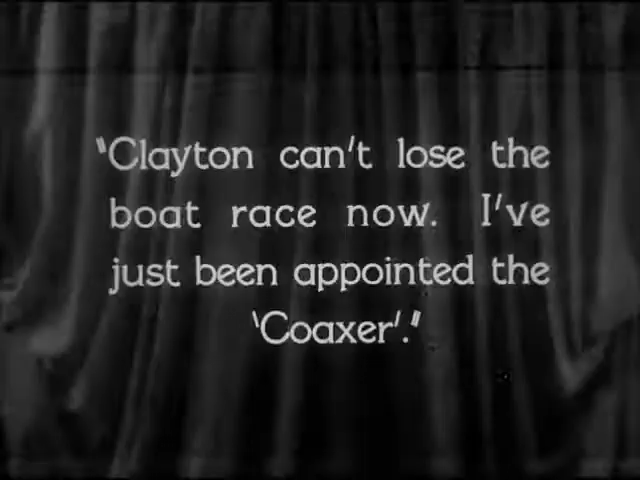 "Clayton can't lose the
boat race now. I've
just been appointed the
'Coaxer'."